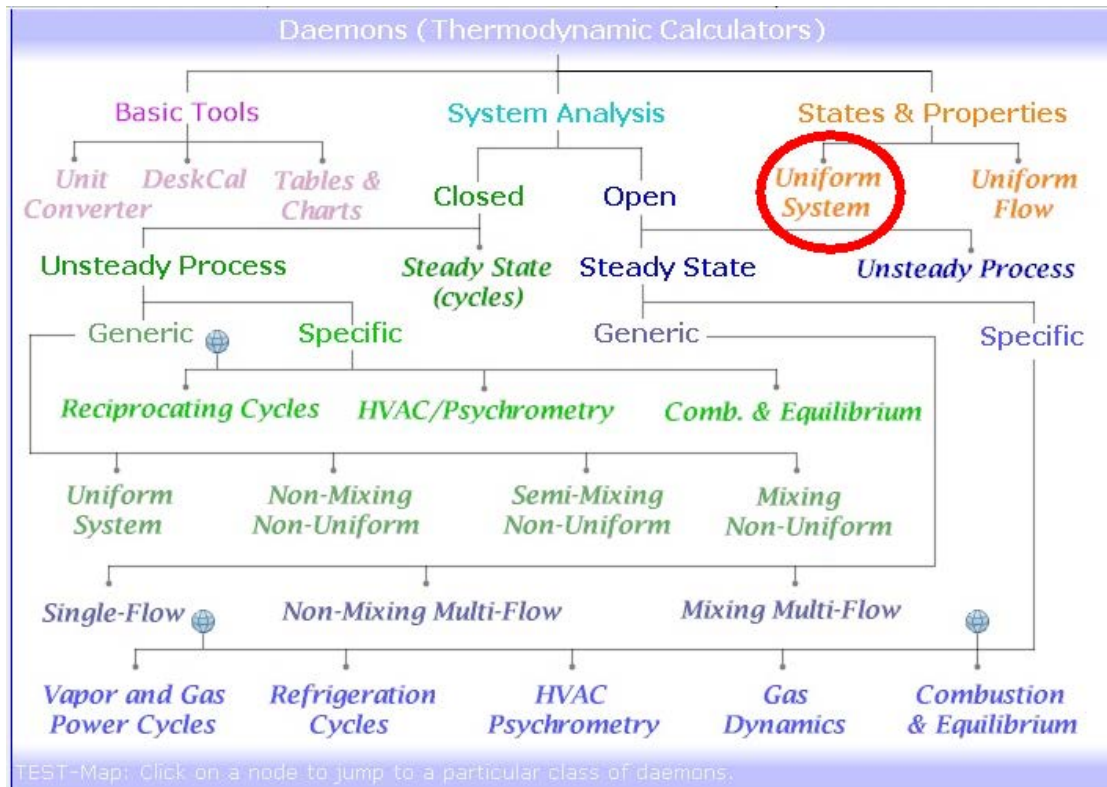 Daemons (Thermodynamic Calculators)
Basic Tools
System Analysis
States & Properties
Unit
Converter
DeskCal
Tables &
Charts
Closed
Open
Uniform
System
Uniform
Flow
Unsteady Process
Steady State
(cycles)
Steady State
Unsteady Process
Generic
Specific
Generic
Specific
Reciprocating Cycles
HVAC/Psychrometry
Comb. & Equilibrium
Uniform
System
Non-Mixing
Non-Uniform
Semi-Mixing
Non-Uniform
Mixing
Non-Uniform
Single-Flow
Non-Mixing Multi-Flow
Mixing Multi-Flow
Vapor and Gas
Power Cycles
Refrigeration
Cycles
HVAC
Psychrometry
Gas
Dynamics
Combustion
& Equilibrium
TEST-Map: Click on a node to jump to a particular class of daemons.